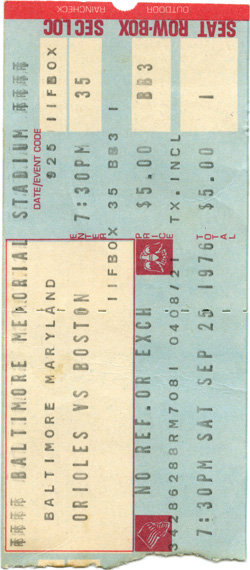 OUTDOOR RAINCHECK
SEAT ROW·BOX SEC LOC
1 BB3 35 IIFBOX
DATE/EVENT CODE
925
*** BALTIMORE MEMORIAL STADIUM ***
BALTIMORE MARYLAND
ORIOLES VS BOSTON
7:30PM
IIFBOX 35 BB3 1
ENTER
PRICE
TOTAL
$5.00 TX. INCL $5.00
NO REF. OR EXCH
34286288RM7081 0408/21
7:30PM SAT SEP 25 1976